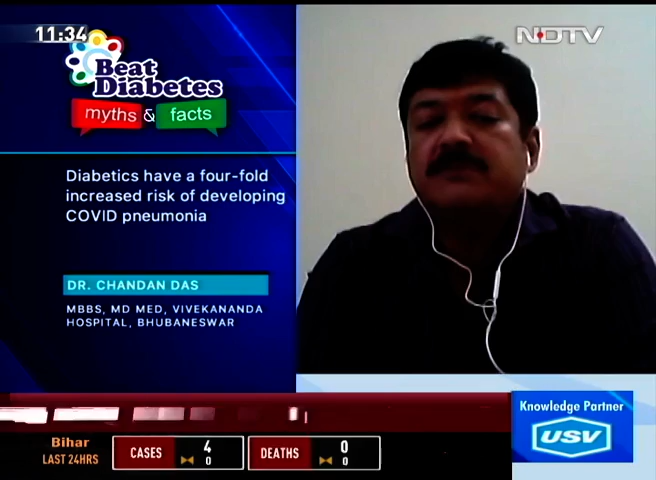 11:34
NDTV
Beat
Diabetes
myths & facts
Diabetics have a four-fold
increased risk of developing
COVID pneumonia
DR. CHANDAN DAS
MBBS, MD MED, VIVEKANANDA
HOSPITAL, BHUBANESWAR
Knowledge Partner
USV
Bihar
LAST 24HRS
CASES
4
0
DEATHS
0
0